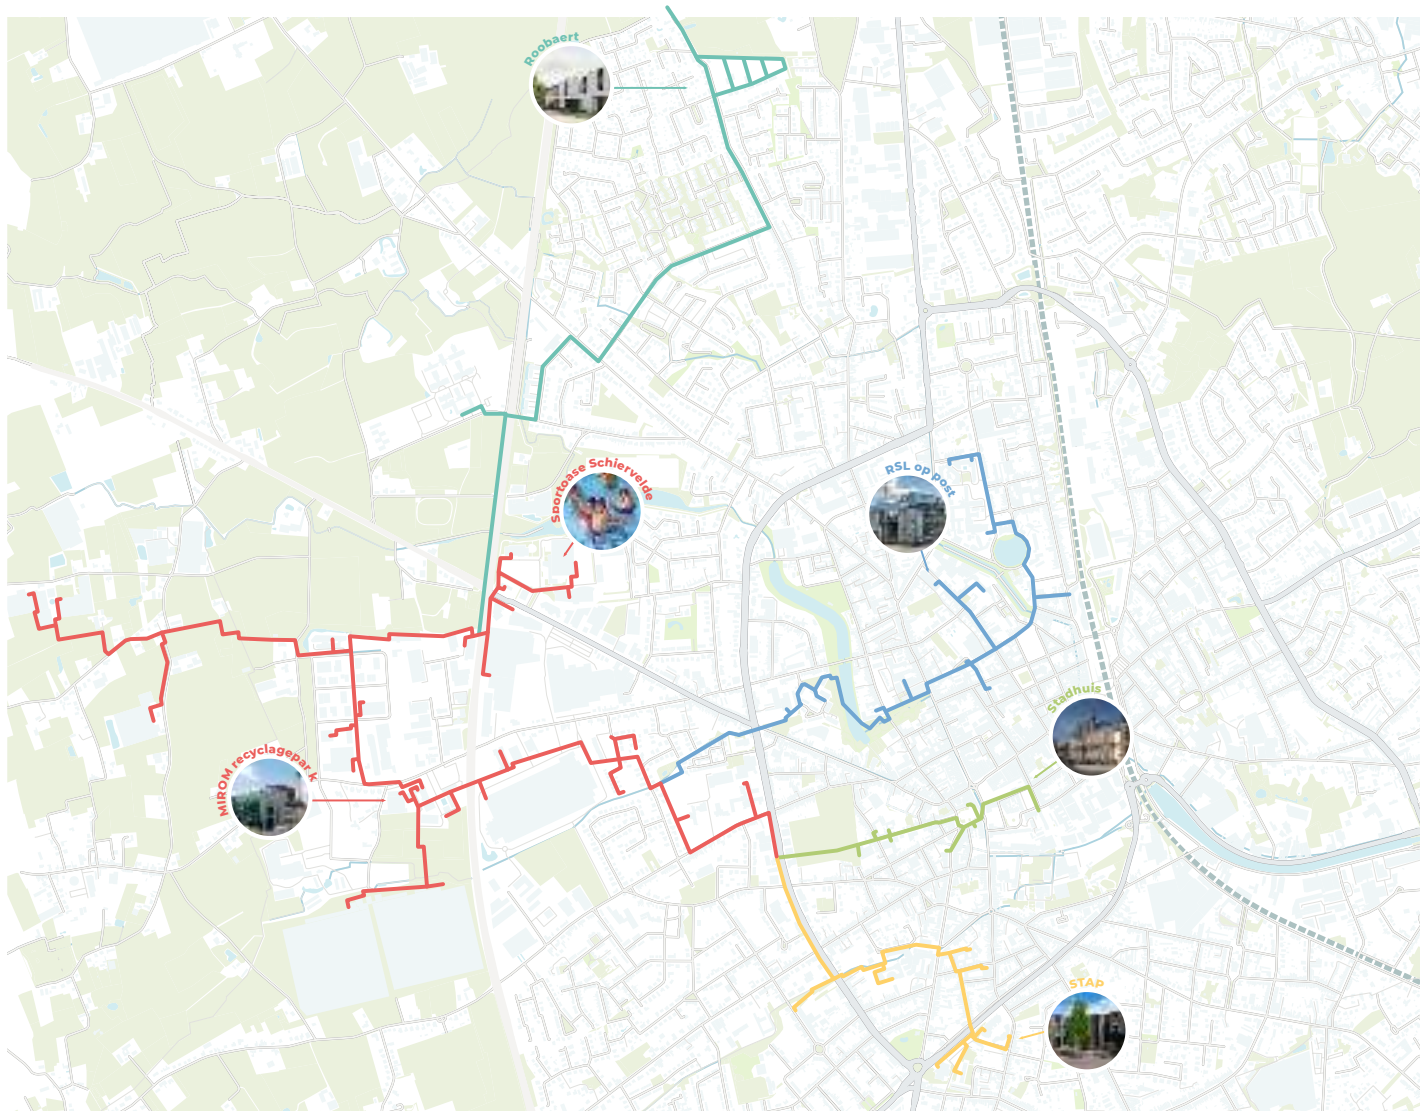 Roobaert
Sportoase Schiervelde
RSL op post
Stadhuis
MIROM recyclagepark
STAP